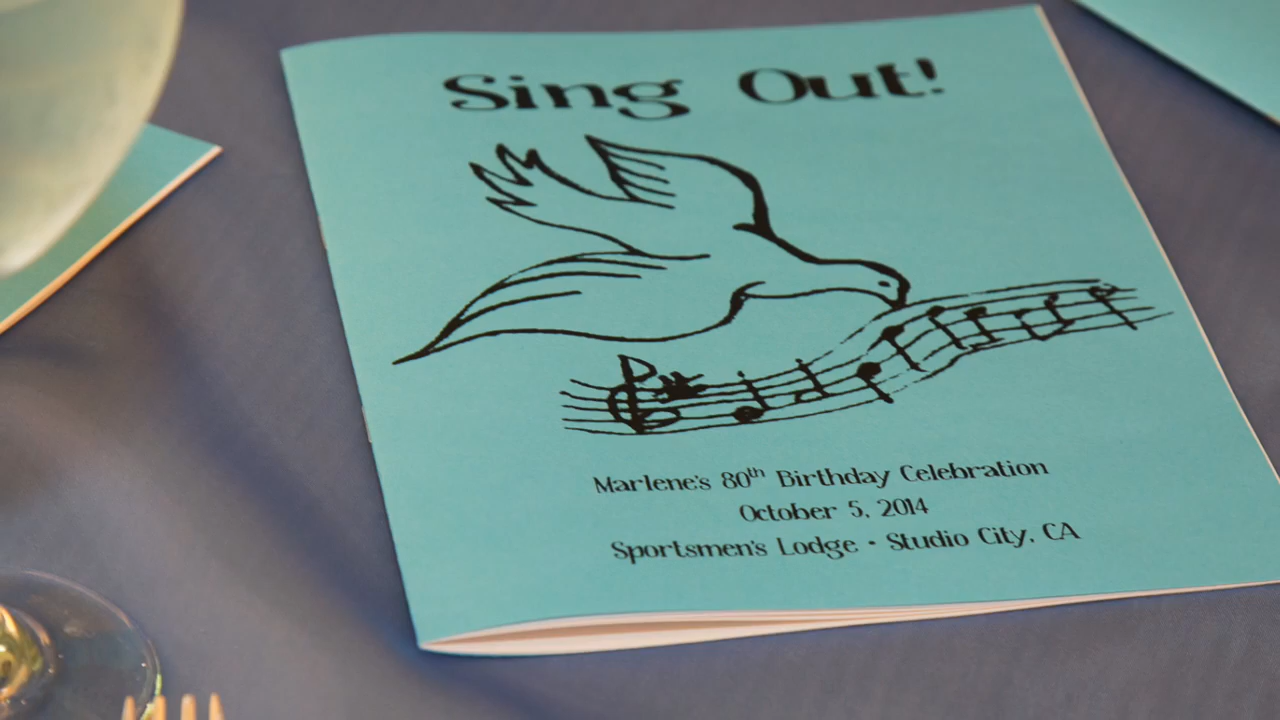 Sing Out!
Marlene's 80th Birthday Celebration
October 5, 2014
Sportsmen's Lodge • Studio City, CA